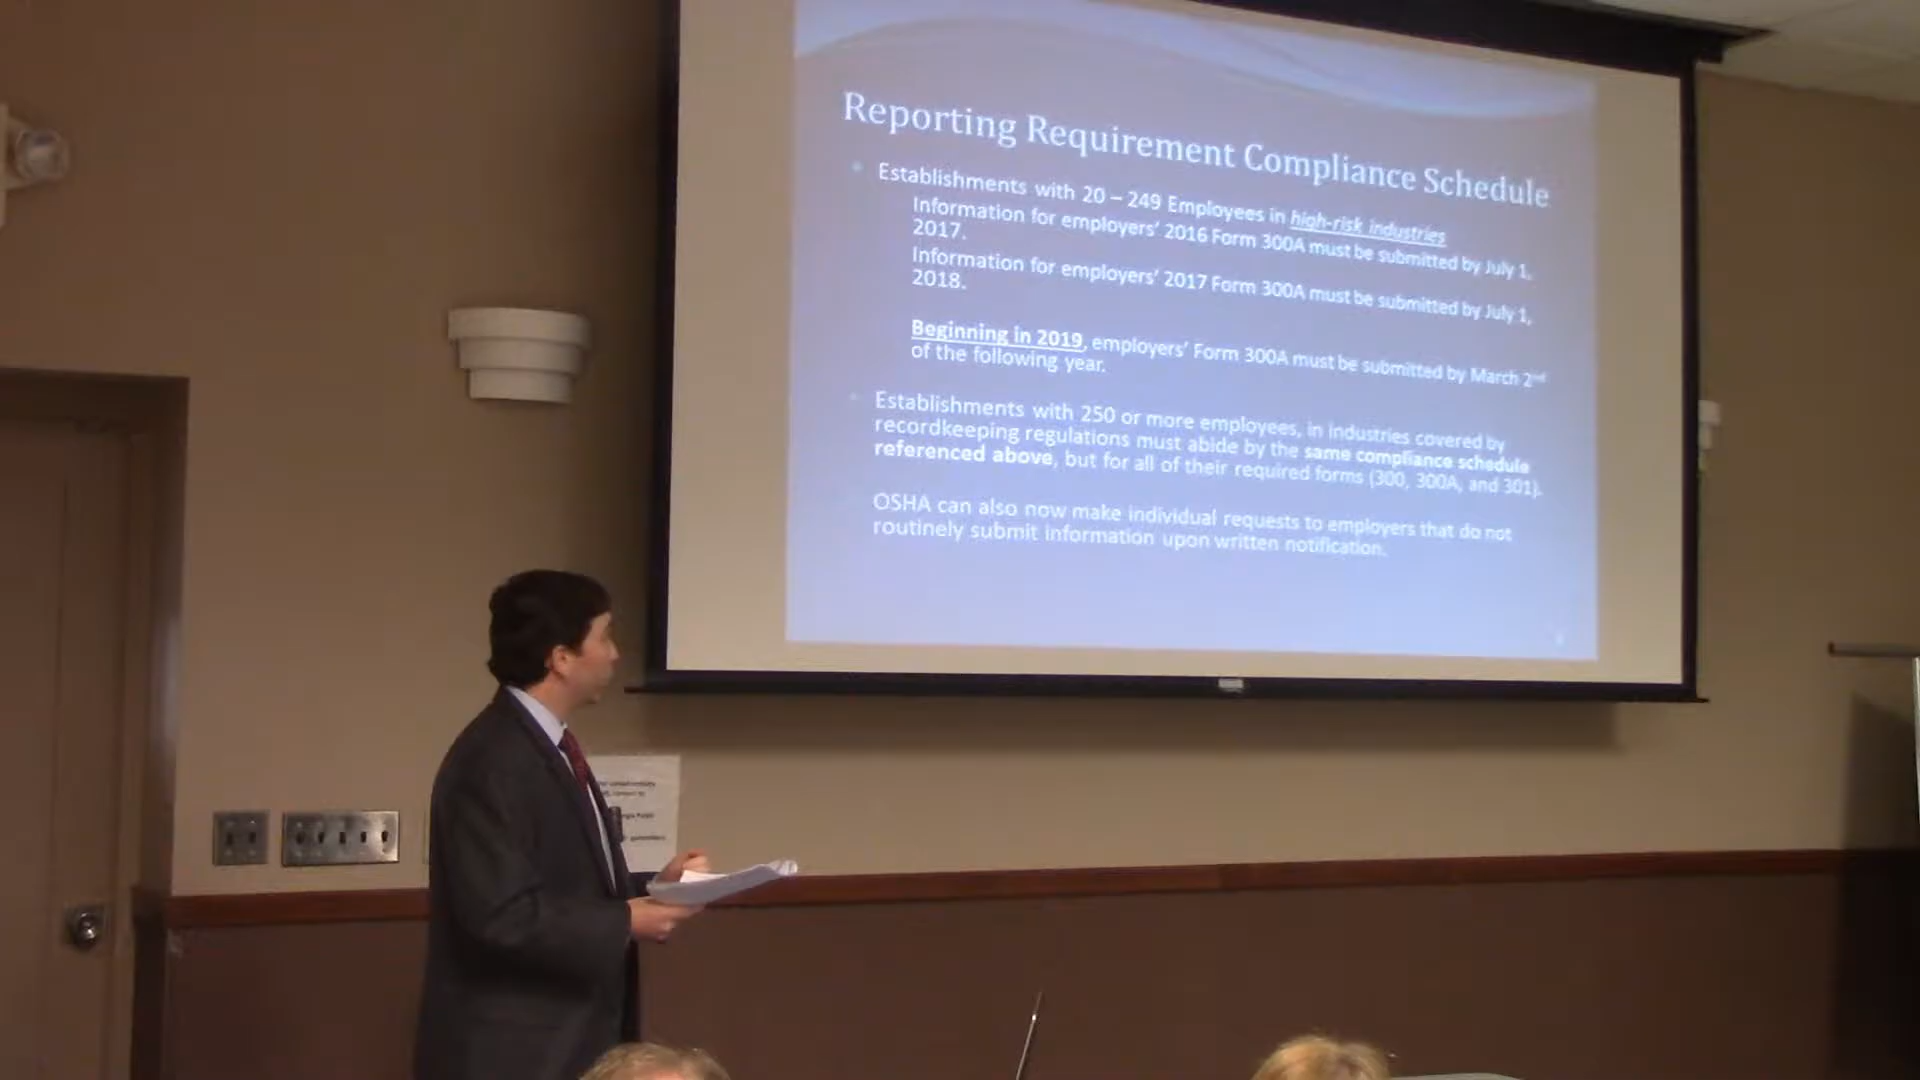 Reporting Requirement Compliance Schedule
Establishments with 20 – 249 Employees in high-risk industries
Information for employers' 2016 Form 300A must be submitted by July 1,
2017.
Information for employers' 2017 Form 300A must be submitted by July 1,
2018.
Beginning in 2019, employers' Form 300A must be submitted by March 2nd
of the following year.
Establishments with 250 or more employees, in industries covered by
recordkeeping regulations must abide by the same compliance schedule
referenced above, but for all of their required forms (300, 300A, and 301).
OSHA can also now make individual requests to employers that do not
routinely submit information upon written notification.